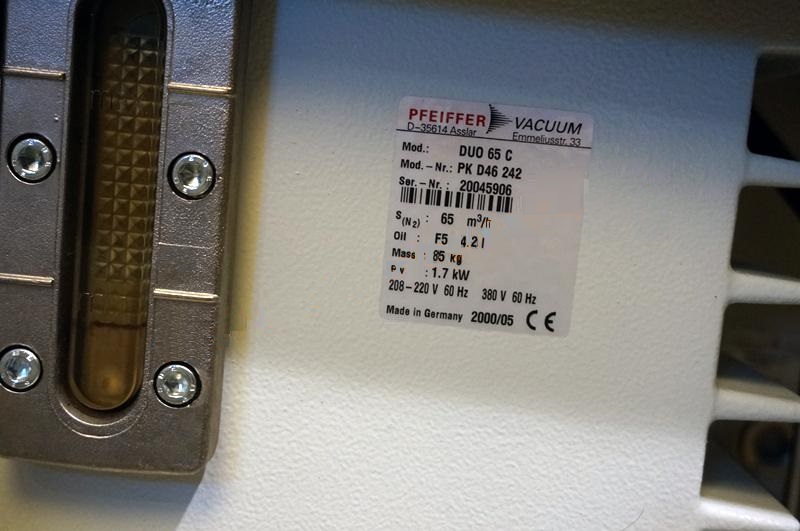 PFEIFFER VACUUM
D-35614 Asslar Emmeliusstr. 33
Mod.: DUO 65 C
Mod.-Nr.: PK D46 242
Ser.-Nr.: 20045906
S(N2) : 65 m³/h
Oil : F5 4.2 l
Mass : 85 kg
: 1.7 kW
208-220 V 60 Hz 380 V 60 Hz
Made in Germany 2000/05 CE